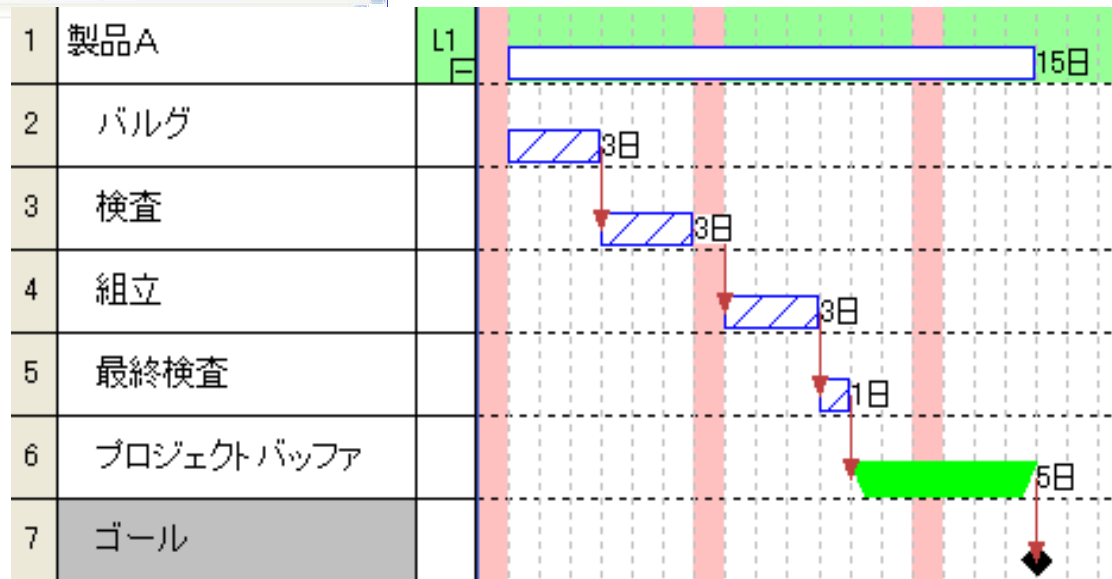 1 製品A L1 15日
2 バルグ 3日
3 検査 3日
4 組立 3日
5 最終検査 1日
6 プロジェクトバッファ 5日
7 ゴール